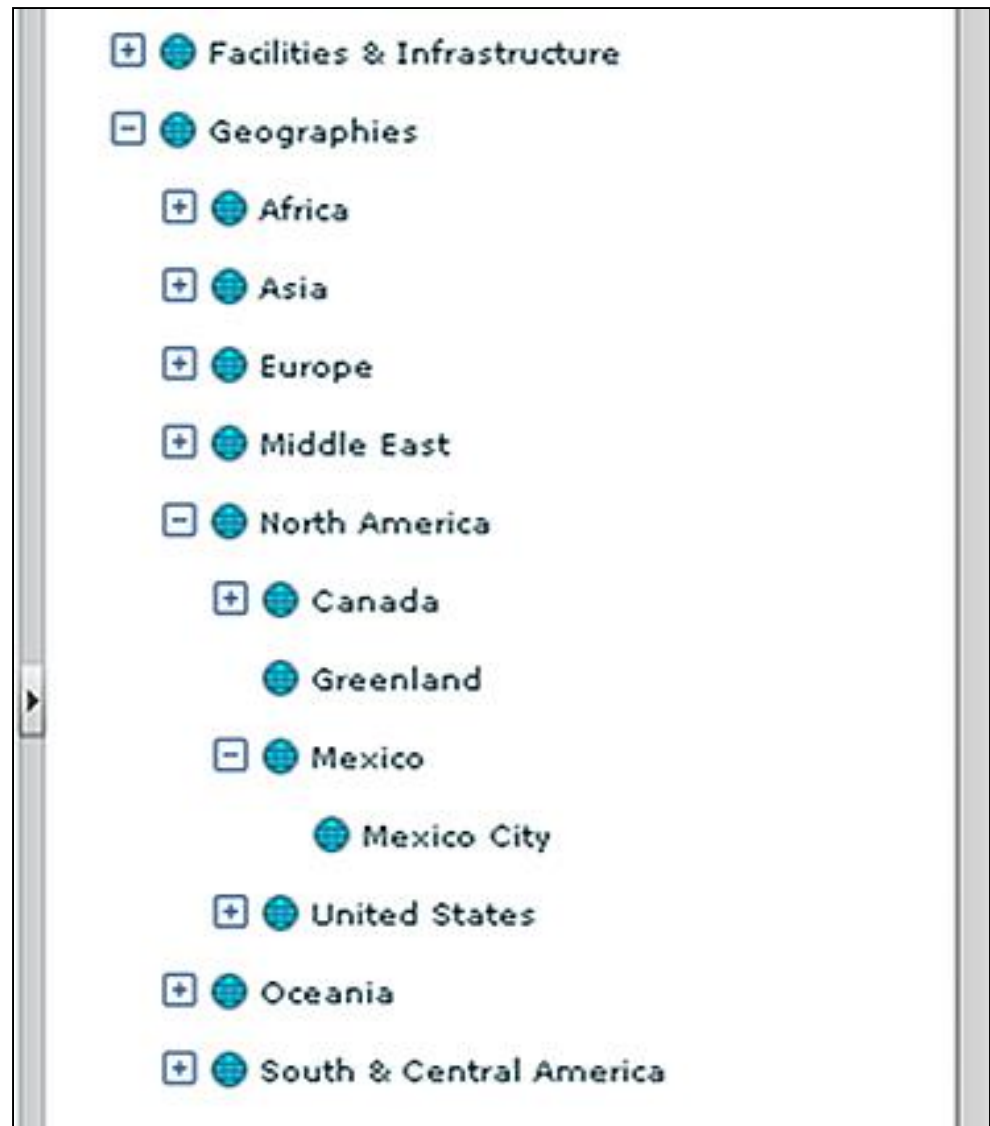 Facilities & Infrastructure
Geographies
Africa
Asia
Europe
Middle East
North America
Canada
Greenland
Mexico
Mexico City
United States
Oceania
South & Central America